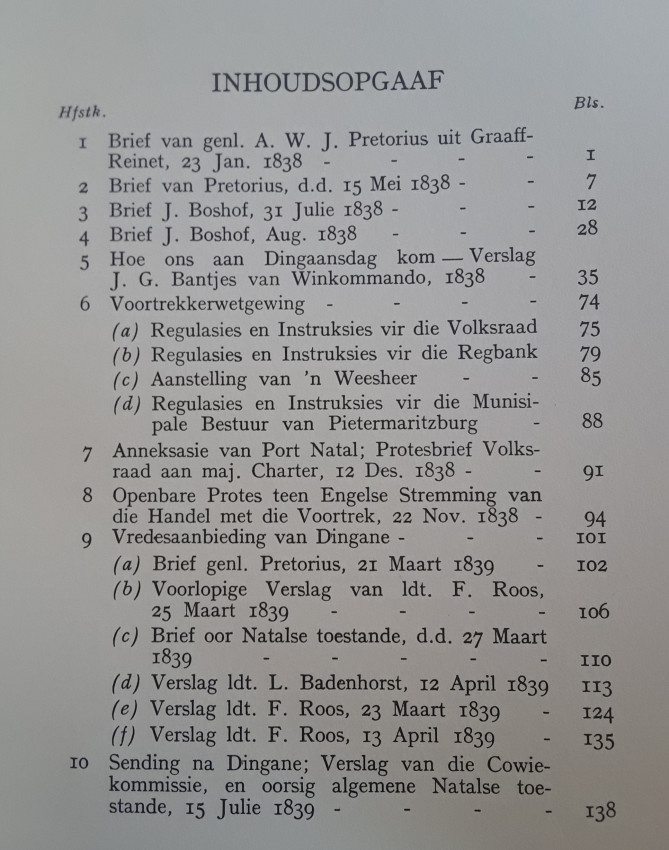 INHOUDSOPGAAF
Hfstk. Bls.
1 Brief van genl. A. W. J. Pretorius uit Graaff-
Reinet, 23 Jan. 1838 - - - - 1
2 Brief van Pretorius, d.d. 15 Mei 1838 - - 7
3 Brief J. Boshof, 31 Julie 1838 - - - 12
4 Brief J. Boshof, Aug. 1838 - - - 28
5 Hoe ons aan Dingaansdag kom — Verslag
J. G. Bantjes van Winkommando, 1838 - 35
6 Voortrekkerwetgewing - - - - 74
(a) Regulasies en Instruksies vir die Volksraad 75
(b) Regulasies en Instruksies vir die Regbank 79
(c) Aanstelling van 'n Weesheer - - 85
(d) Regulasies en Instruksies vir die Munisi-
pale Bestuur van Pietermaritzburg - 88
7 Anneksasie van Port Natal; Protesbrief Volks-
raad aan maj. Charter, 12 Des. 1838 - - 91
8 Openbare Protes teen Engelse Stremming van
die Handel met die Voortrek, 22 Nov. 1838 - 94
9 Vredesaanbieding van Dingane - - - 101
(a) Brief genl. Pretorius, 21 Maart 1839 - 102
(b) Voorlopige Verslag van ldt. F. Roos,
25 Maart 1839 - - - - 106
(c) Brief oor Natalse toestande, d.d. 27 Maart
1839 - - - - - 110
(d) Verslag ldt. L. Badenhorst, 12 April 1839 113
(e) Verslag ldt. F. Roos, 23 Maart 1839 - 124
(f) Verslag ldt. F. Roos, 13 April 1839 - 135
10 Sending na Dingane; Verslag van die Cowie-
kommissie, en oorsig algemene Natalse toe-
stande, 15 Julie 1839 - - - - 138